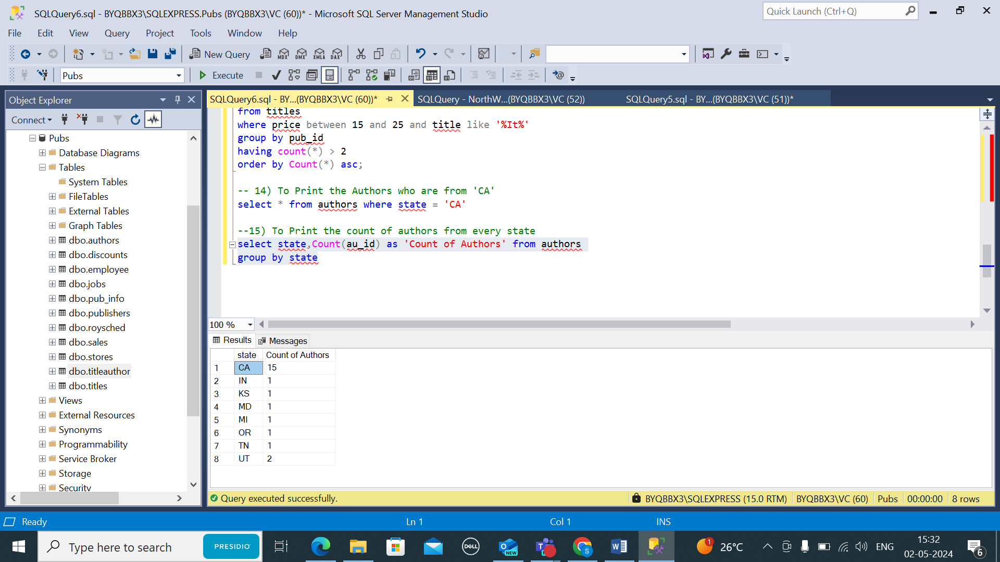 SQLQuery6.sql - BYQBBX3\SQLEXPRESS.Pubs (BYQBBX3\VC (60))* - Microsoft SQL Server Management Studio
Quick Launch (Ctrl+Q)
File Edit View Query Project Tools Window Help
New Query MDX DMX XMLA DAX
Pubs Execute
Object Explorer
Connect
Pubs
Database Diagrams
Tables
System Tables
FileTables
External Tables
Graph Tables
dbo.authors
dbo.discounts
dbo.employee
dbo.jobs
dbo.pub_info
dbo.publishers
dbo.roysched
dbo.sales
dbo.stores
dbo.titleauthor
dbo.titles
Views
External Resources
Synonyms
Programmability
Service Broker
Storage
Security
SQLQuery6.sql - BY...(BYQBBX3\VC (60))* SQLQuery - NorthW...(BYQBBX3\VC (52)) SQLQuery5.sql - BY...(BYQBBX3\VC (51))*
from titles
where price between 15 and 25 and title like '%It%'
group by pub_id
having count(*) > 2
order by Count(*) asc;
-- 14) To Print the Authors who are from 'CA'
select * from authors where state = 'CA'
--15) To Print the count of authors from every state
select state,Count(au_id) as 'Count of Authors' from authors
group by state
100 %
Results Messages
state Count of Authors
1 CA 15
2 IN 1
3 KS 1
4 MD 1
5 MI 1
6 OR 1
7 TN 1
8 UT 2
Query executed successfully. BYQBBX3\SQLEXPRESS (15.0 RTM) BYQBBX3\VC (60) Pubs 00:00:00 8 rows
Ready Ln 1 Col 1 INS
Type here to search PRESIDIO DELL NEW S 1 26°C ENG 15:32
02-05-2024 6